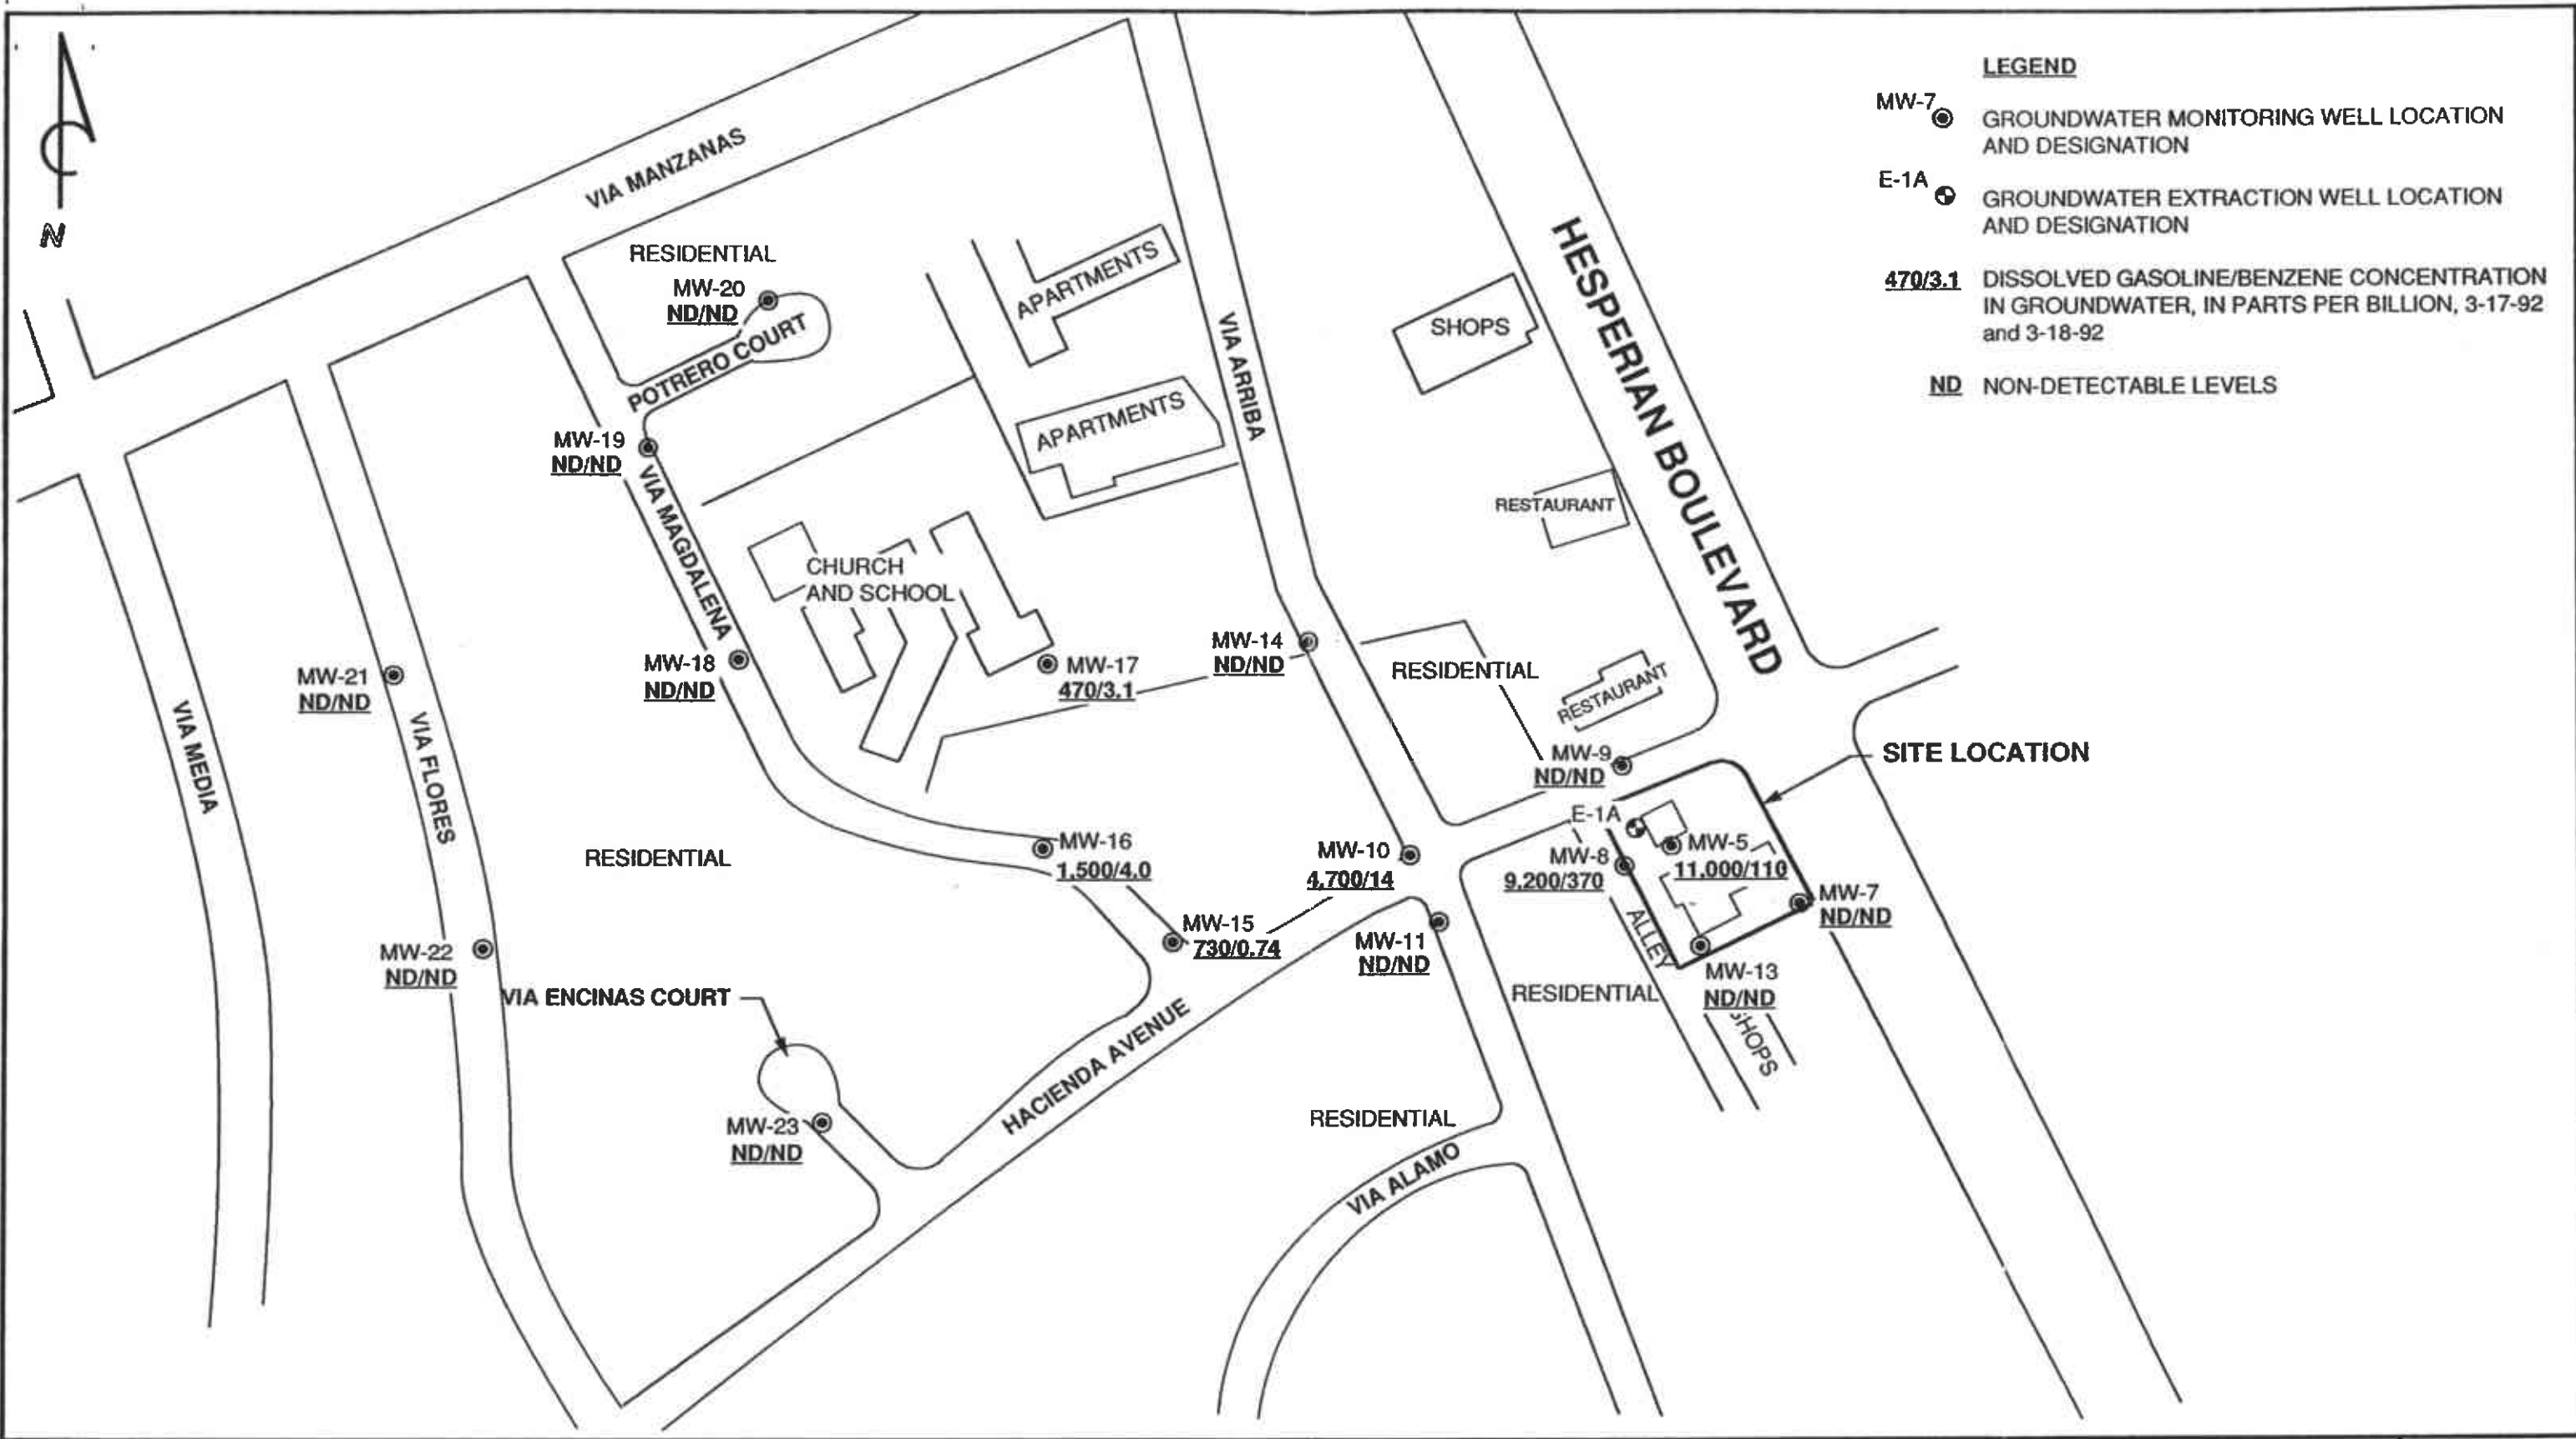 LEGEND
MW-7
GROUNDWATER MONITORING WELL LOCATION
AND DESIGNATION
E-1A
GROUNDWATER EXTRACTION WELL LOCATION
AND DESIGNATION
470/3.1
DISSOLVED GASOLINE/BENZENE CONCENTRATION
IN GROUNDWATER, IN PARTS PER BILLION, 3-17-92
and 3-18-92
ND
NON-DETECTABLE LEVELS
N
VIA MANZANAS
RESIDENTIAL
MW-20
ND/ND
POTRERO COURT
APARTMENTS
APARTMENTS
VIA ARRIBA
SHOPS
HESPERIAN BOULEVARD
MW-19
ND/ND
VIA MAGDALENA
RESTAURANT
CHURCH
AND SCHOOL
MW-18
ND/ND
MW-17
470/3.1
MW-14
ND/ND
RESIDENTIAL
RESTAURANT
MW-21
ND/ND
VIA MEDIA
VIA FLORES
MW-9
ND/ND
SITE LOCATION
E-1A
MW-5
11,000/110
MW-8
9,200/370
MW-7
ND/ND
RESIDENTIAL
MW-16
1,500/4.0
MW-10
4,700/14
MW-15
730/0.74
MW-11
ND/ND
ALLEY
MW-13
ND/ND
SHOPS
RESIDENTIAL
MW-22
ND/ND
VIA ENCINAS COURT
HACIENDA AVENUE
MW-23
ND/ND
RESIDENTIAL
VIA ALAMO